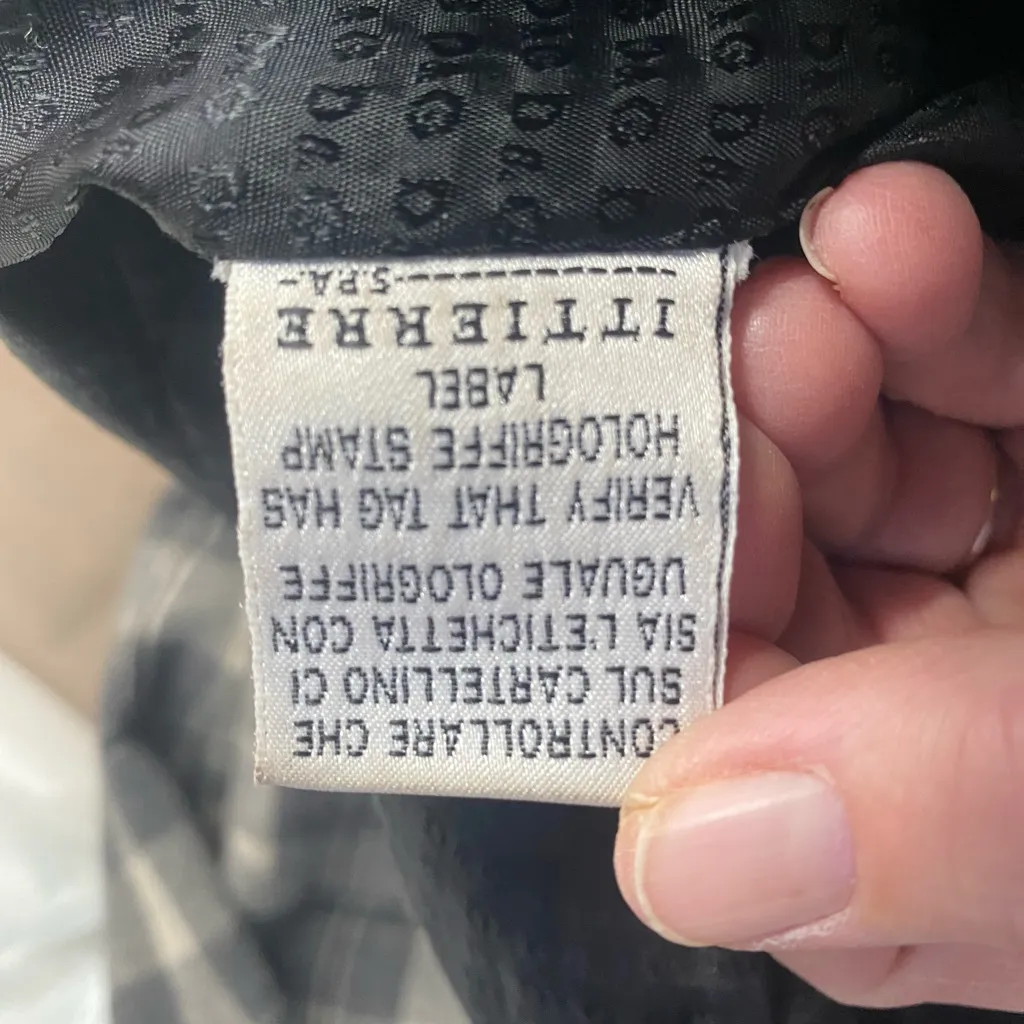 CONTROLLARE CHE
SUL CARTELLINO CI
SIA L'ETICHETTA CON
UGUALE OLOGRIFFE
VERIFY THAT TAG HAS
HOLOGRIFFE STAMP
LABEL
ITTIERRE
S.P.A.
D&G D&G D&G